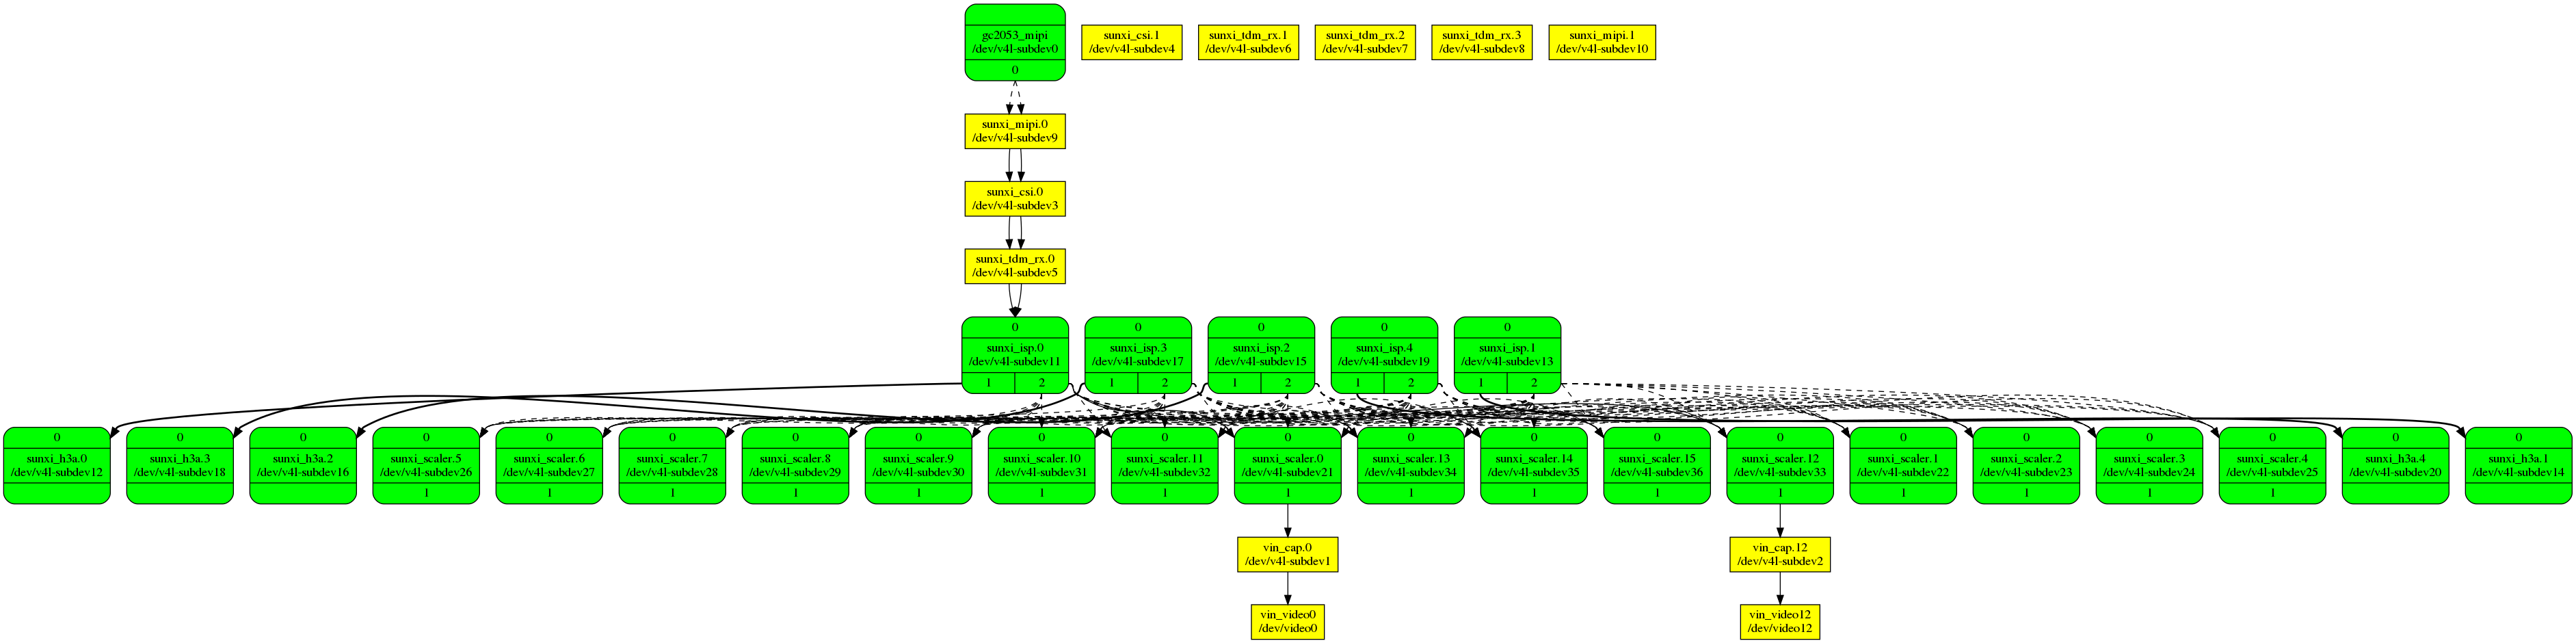 gc2053_mipi
/dev/v4l-subdev0
0
sunxi_csi.1
/dev/v4l-subdev4
sunxi_tdm_rx.1
/dev/v4l-subdev6
sunxi_tdm_rx.2
/dev/v4l-subdev7
sunxi_tdm_rx.3
/dev/v4l-subdev8
sunxi_mipi.1
/dev/v4l-subdev10
sunxi_mipi.0
/dev/v4l-subdev9
sunxi_csi.0
/dev/v4l-subdev3
sunxi_tdm_rx.0
/dev/v4l-subdev5
0
sunxi_isp.0
/dev/v4l-subdev11
1 2
0
sunxi_isp.3
/dev/v4l-subdev17
1 2
0
sunxi_isp.2
/dev/v4l-subdev15
1 2
0
sunxi_isp.4
/dev/v4l-subdev19
1 2
0
sunxi_isp.1
/dev/v4l-subdev13
1 2
0
sunxi_h3a.0
/dev/v4l-subdev12
0
sunxi_h3a.3
/dev/v4l-subdev18
0
sunxi_h3a.2
/dev/v4l-subdev16
0
sunxi_scaler.5
/dev/v4l-subdev26
1
0
sunxi_scaler.6
/dev/v4l-subdev27
1
0
sunxi_scaler.7
/dev/v4l-subdev28
1
0
sunxi_scaler.8
/dev/v4l-subdev29
1
0
sunxi_scaler.9
/dev/v4l-subdev30
1
0
sunxi_scaler.10
/dev/v4l-subdev31
1
0
sunxi_scaler.11
/dev/v4l-subdev32
1
0
sunxi_scaler.0
/dev/v4l-subdev21
1
0
sunxi_scaler.13
/dev/v4l-subdev34
1
0
sunxi_scaler.14
/dev/v4l-subdev35
1
0
sunxi_scaler.15
/dev/v4l-subdev36
1
0
sunxi_scaler.12
/dev/v4l-subdev33
1
0
sunxi_scaler.1
/dev/v4l-subdev22
1
0
sunxi_scaler.2
/dev/v4l-subdev23
1
0
sunxi_scaler.3
/dev/v4l-subdev24
1
0
sunxi_scaler.4
/dev/v4l-subdev25
1
0
sunxi_h3a.4
/dev/v4l-subdev20
0
sunxi_h3a.1
/dev/v4l-subdev14
vin_cap.0
/dev/v4l-subdev1
vin_cap.12
/dev/v4l-subdev2
vin_video0
/dev/video0
vin_video12
/dev/video12